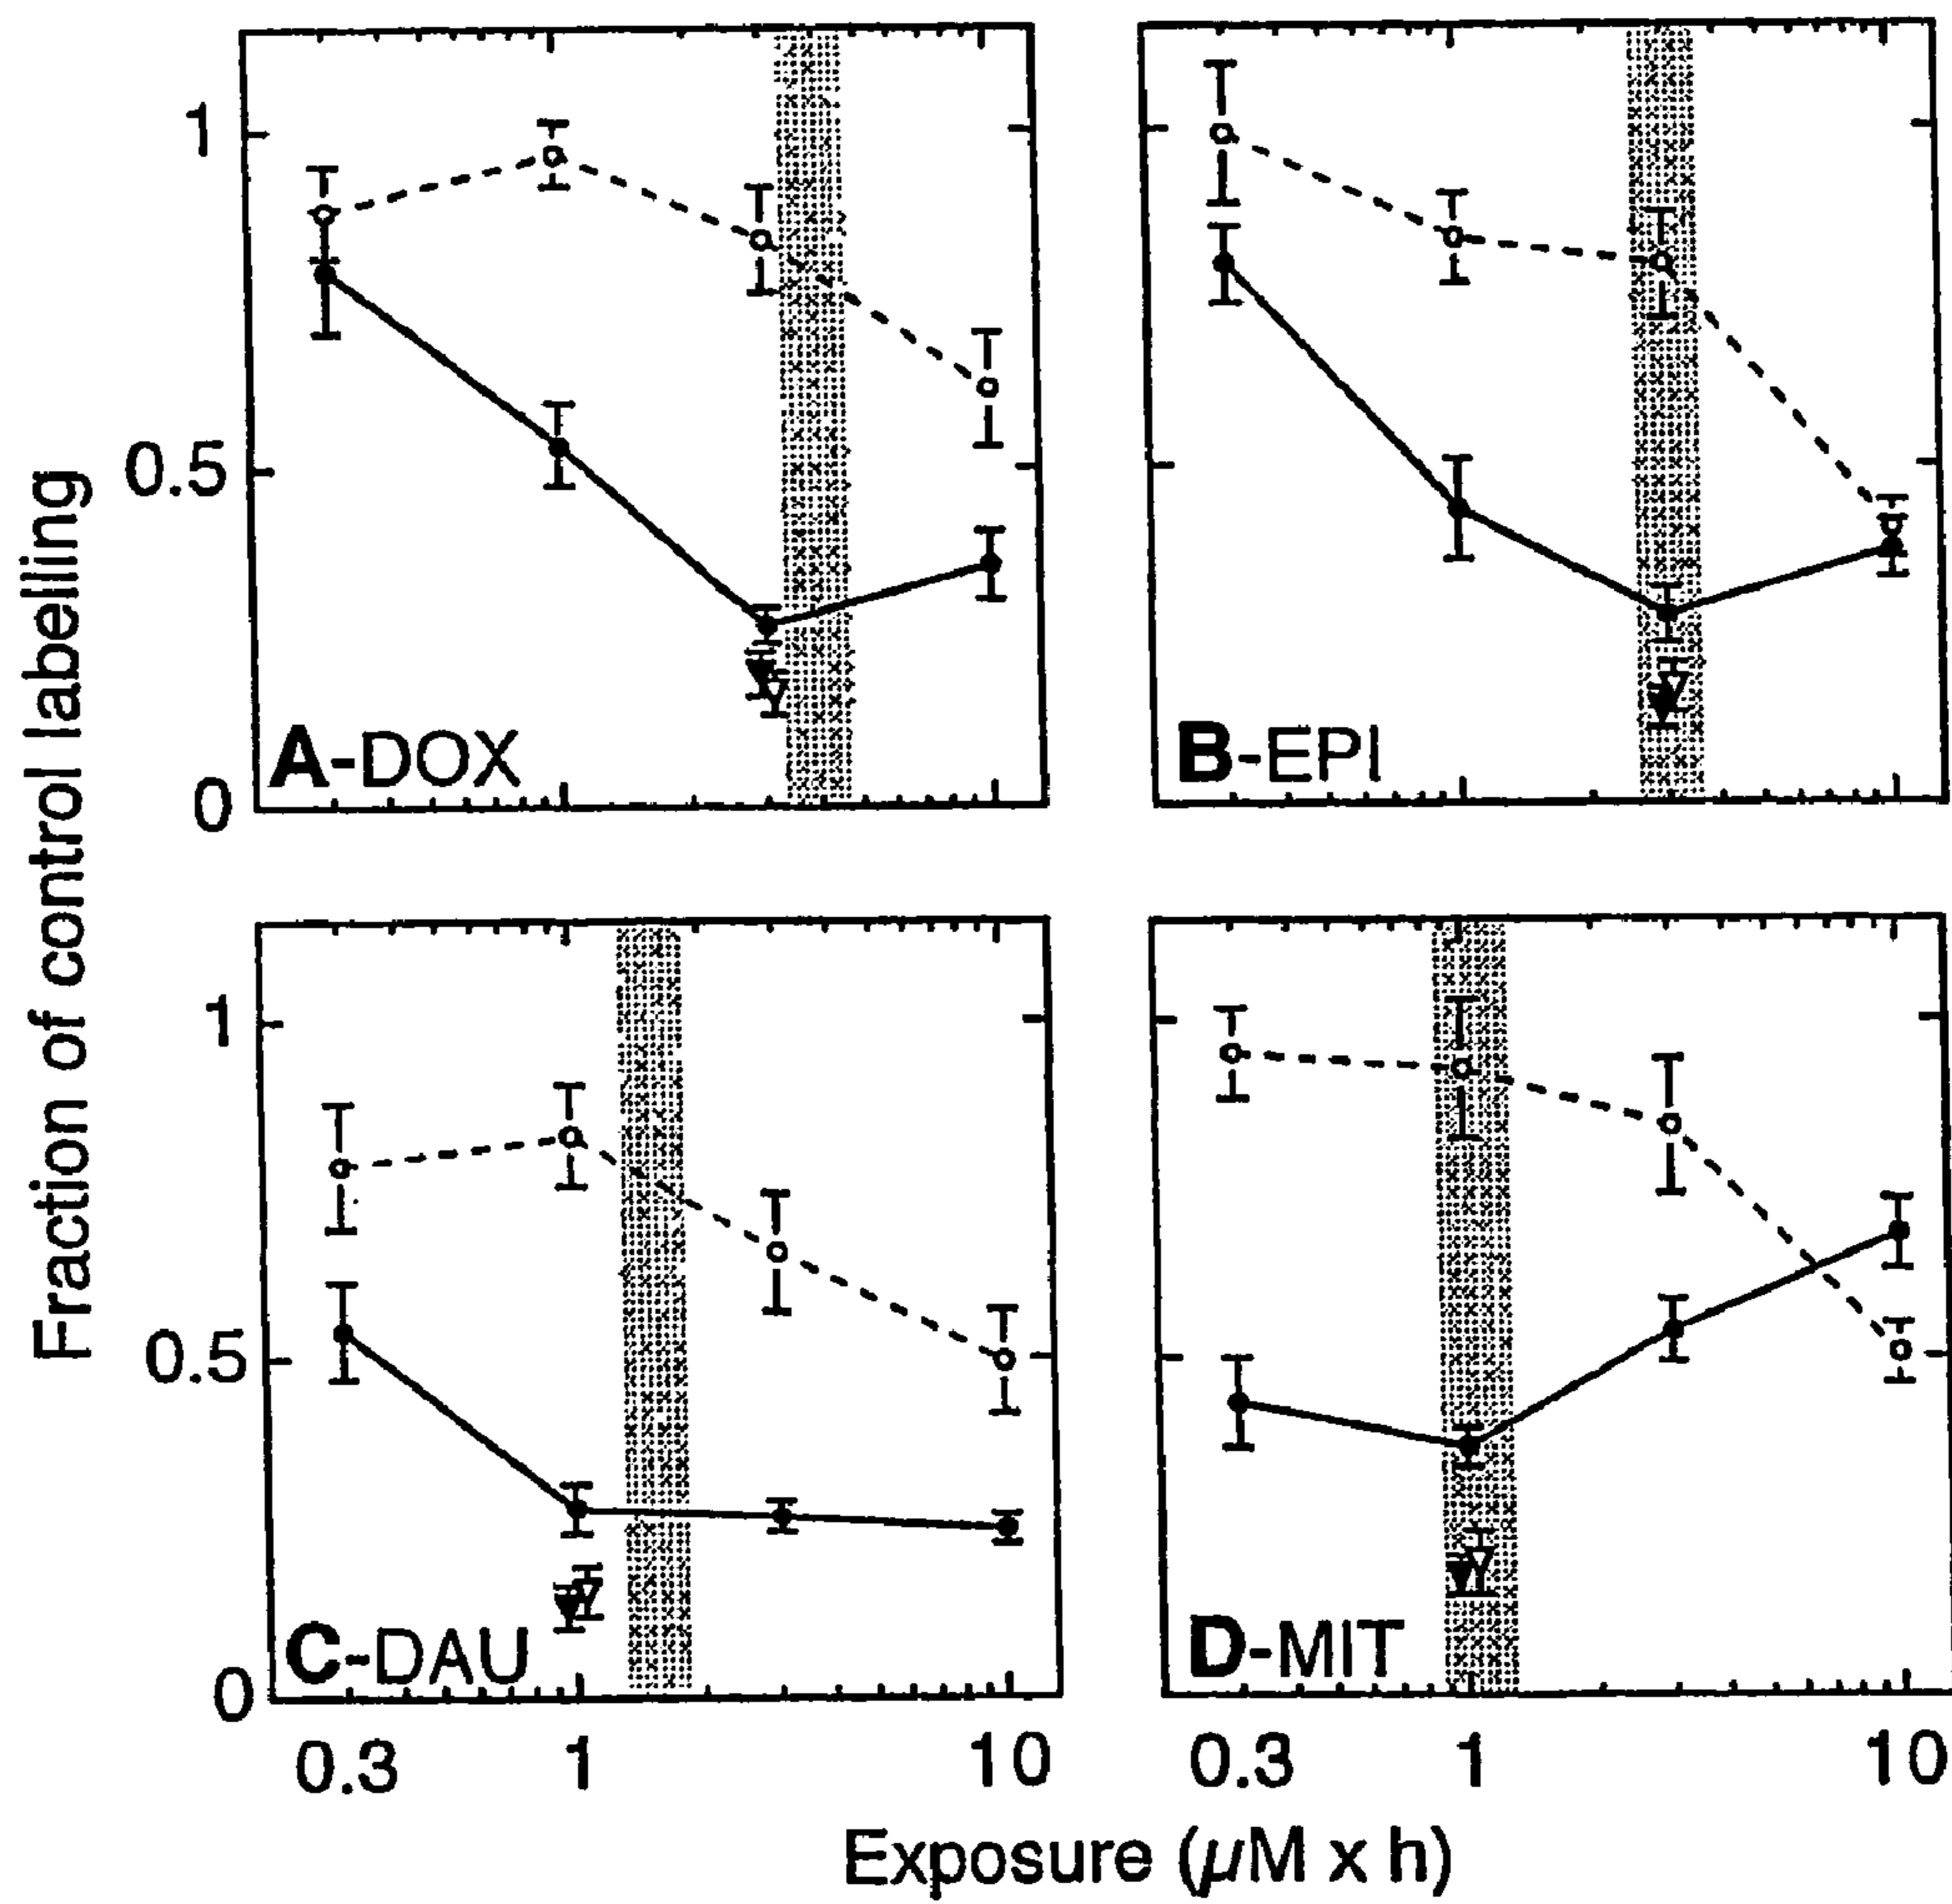 Fraction of control labelling
1
0.5
0
A-DOX
B-EPI
1
0.5
0
C-DAU
D-MIT
0.3 1 10 0.3 1 10
Exposure (µM x h)